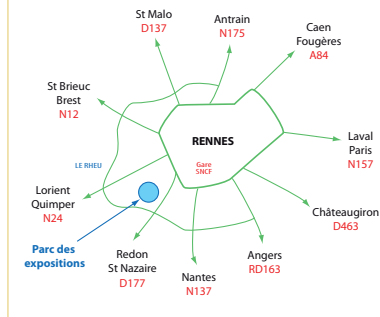 St Malo
D137
Antrain
N175
Caen
Fougères
A84
St Brieuc
Brest
N12
RENNES
Laval
Paris
N157
LE RHEU
Gare
SNCF
Lorient
Quimper
N24
Châteaugiron
D463
Parc des
expositions
Redon
St Nazaire
D177
Nantes
N137
Angers
RD163